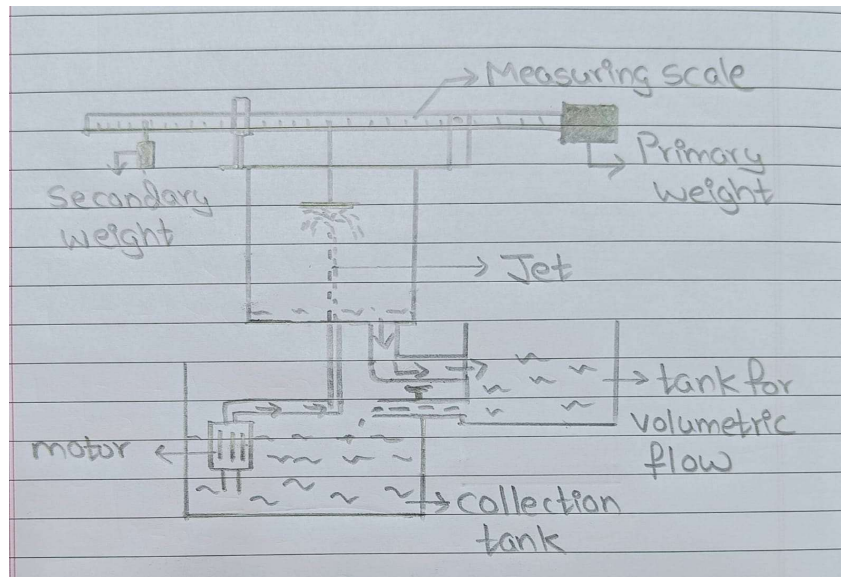 Measuring scale
Primary
weight
Secondary
weight
Jet
tank for
volumetric
flow
motor
collection
tank